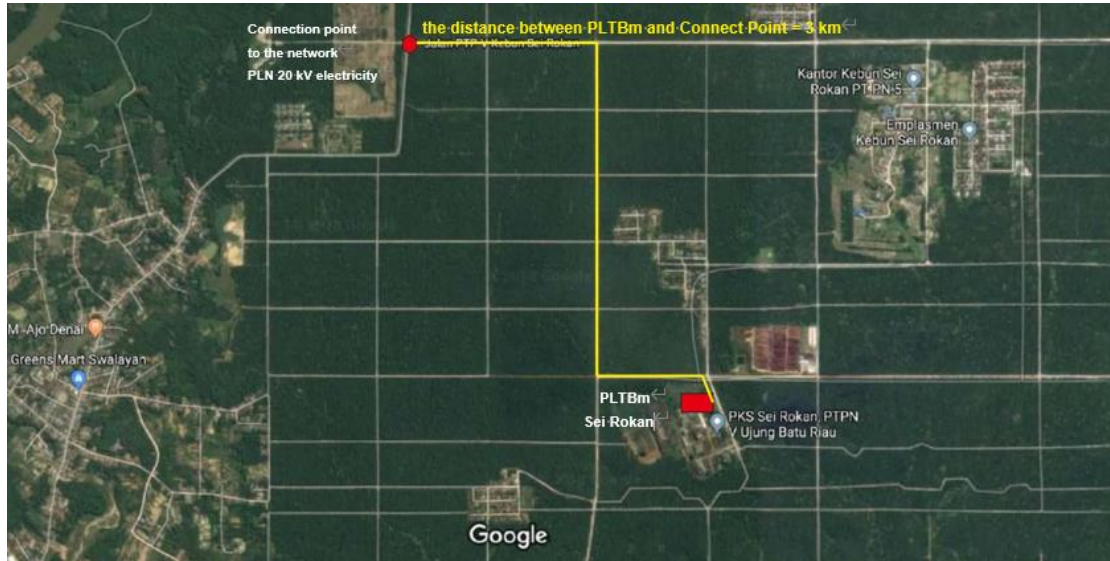 Connection point
to the network
PLN 20 kV electricity
the distance between PLTBm and Connect Point = 3 km
Jalan PTP V Kebun Sei Rokan
Kantor Kebun Sei
Rokan PT PN-5
Emplasmen
Kebun Sei Rokan
M-Ajo Denai
Greens Mart Swalayan
PLTBm
Sei Rokan
PKS Sei Rokan, PTPN
V Ujung Batu Riau
Google